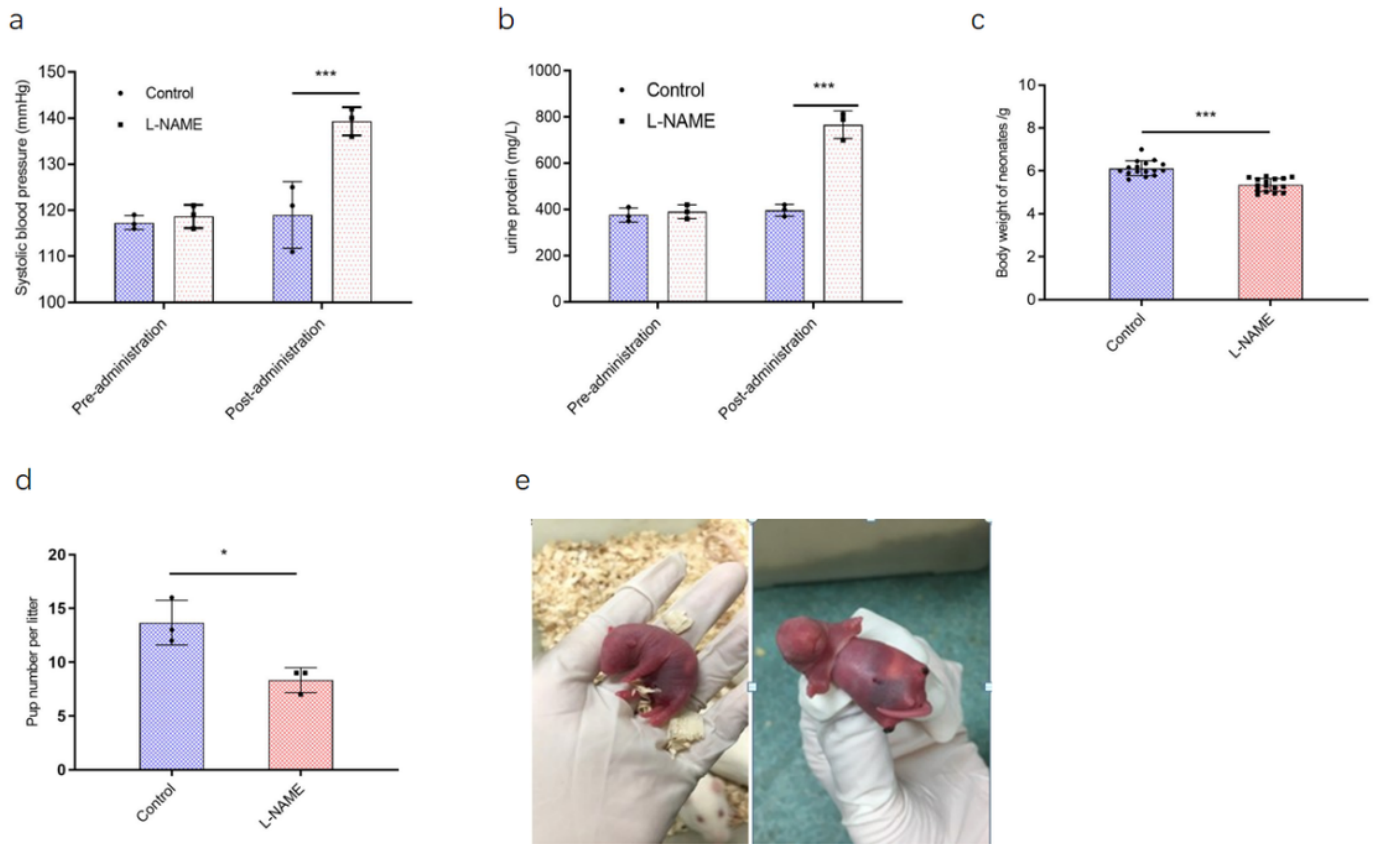 a
Systolic blood pressure (mmHg)
150
140
130
120
110
100
Control
L-NAME
***
Pre-administration
Post-administration
b
urine protein (mg/L)
1000
800
600
400
200
0
Control
L-NAME
***
Pre-administration
Post-administration
c
Body weight of neonates /g
10
8
6
4
2
0
***
Control
L-NAME
d
Pup number per litter
20
15
10
5
0
*
Control
L-NAME
e